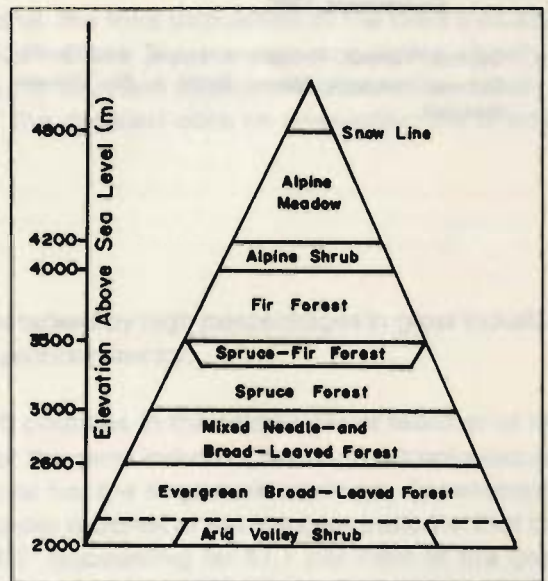 Elevation Above Sea Level (m)
4800
Snow Line
Alpine
Meadow
4200
Alpine Shrub
4000
Fir Forest
3500
Spruce-Fir Forest
Spruce Forest
3000
Mixed Needle-and
Broad-Leaved Forest
2600
Evergreen Broad-Leaved Forest
Arid Valley Shrub
2000